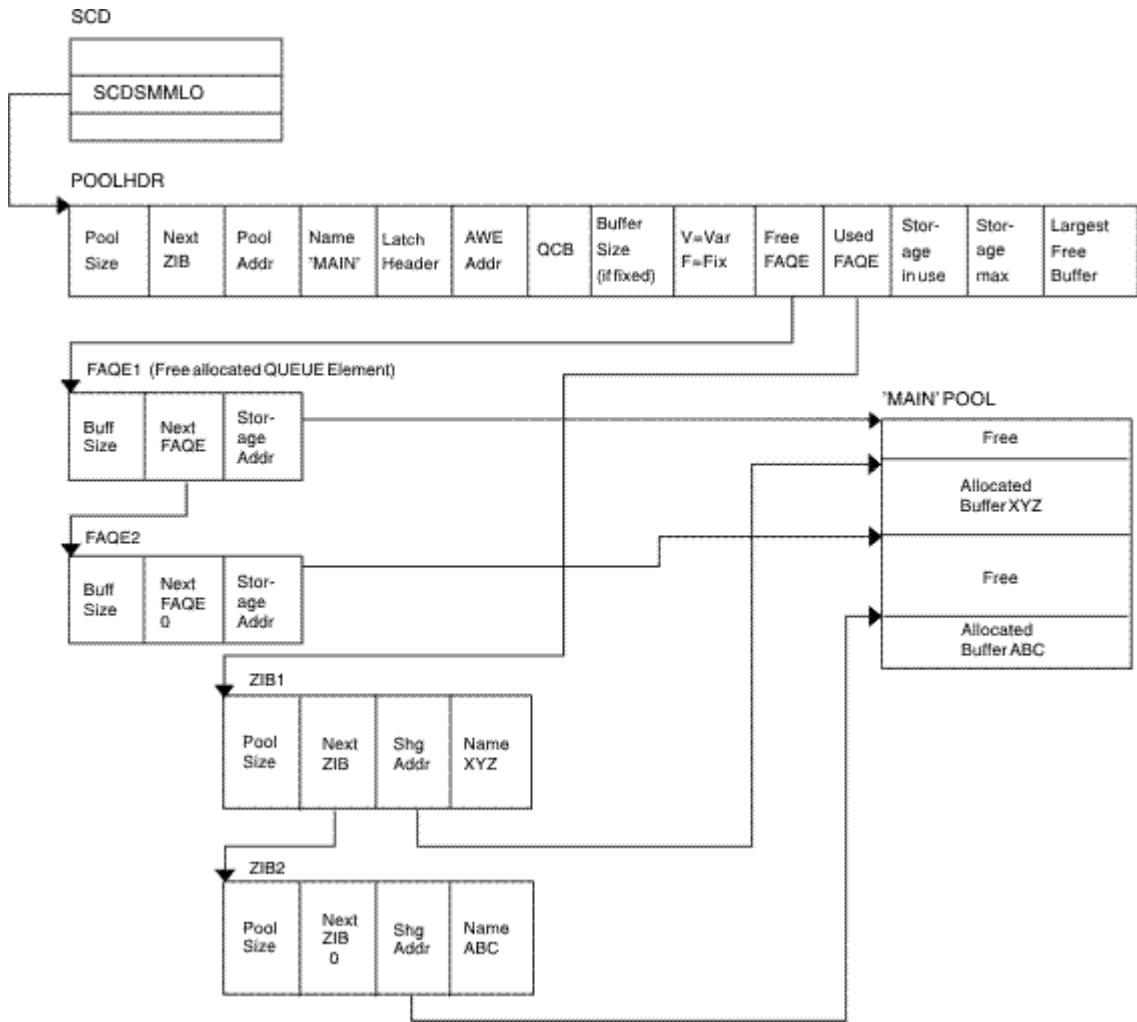 SCD
SCDSMMLO
POOLHDR
Pool
Size
Next
ZIB
Pool
Addr
Name
'MAIN'
Latch
Header
AWE
Addr
QCB
Buffer
Size
(if fixed)
V=Var
F=Fix
Free
FAQE
Used
FAQE
Stor-
age
in use
Stor-
age
max
Largest
Free
Buffer
FAQE1 (Free allocated QUEUE Element)
Buff
Size
Next
FAQE
Stor-
age
Addr
'MAIN' POOL
Free
Allocated
Buffer XYZ
Free
Allocated
Buffer ABC
FAQE2
Buff
Size
Next
FAQE
0
Stor-
age
Addr
ZIB1
Pool
Size
Next
ZIB
Shg
Addr
Name
XYZ
ZIB2
Pool
Size
Next
ZIB
0
Shg
Addr
Name
ABC